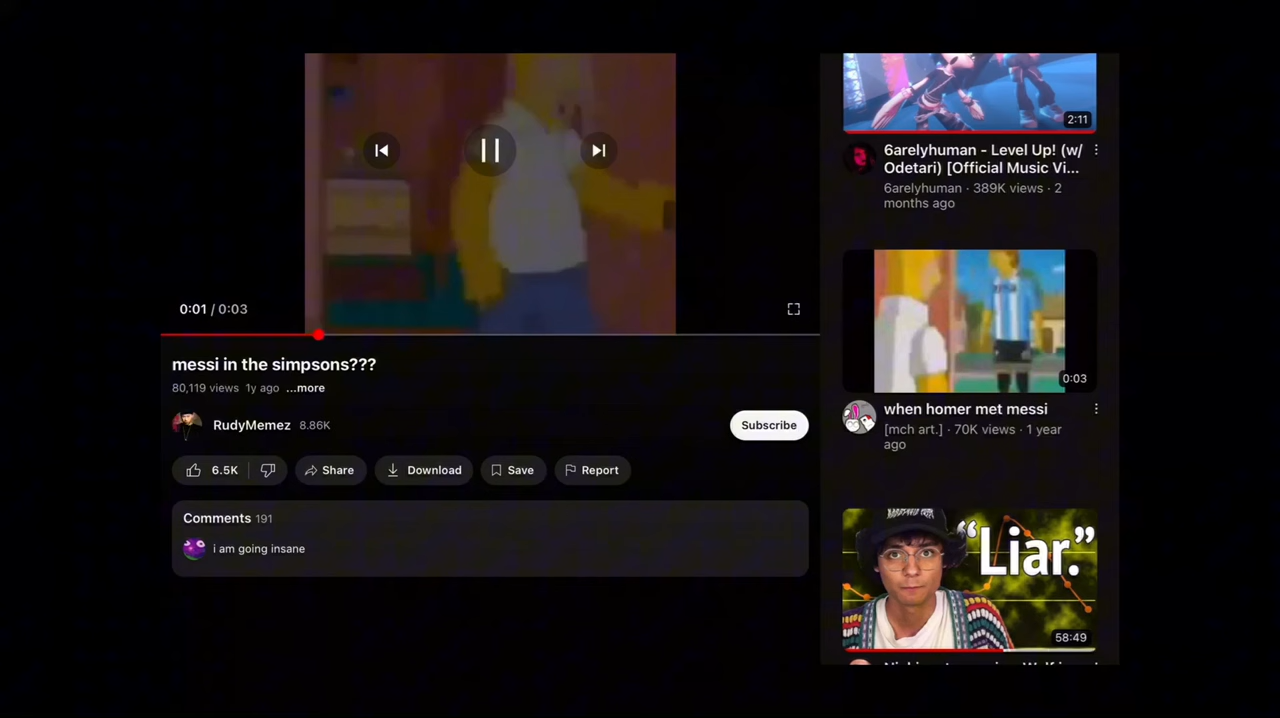 0:01 / 0:03
messi in the simpsons???
80,119 views 1y ago ...more
RudyMemez 8.86K
Subscribe
6.5K
Share
Download
Save
Report
Comments 191
i am going insane
2:11
6arelyhuman - Level Up! (w/
Odetari) [Official Music Vi...
6arelyhuman · 389K views · 2
months ago
0:03
when homer met messi
[mch art.] · 70K views · 1 year
ago
“Liar.”
58:49